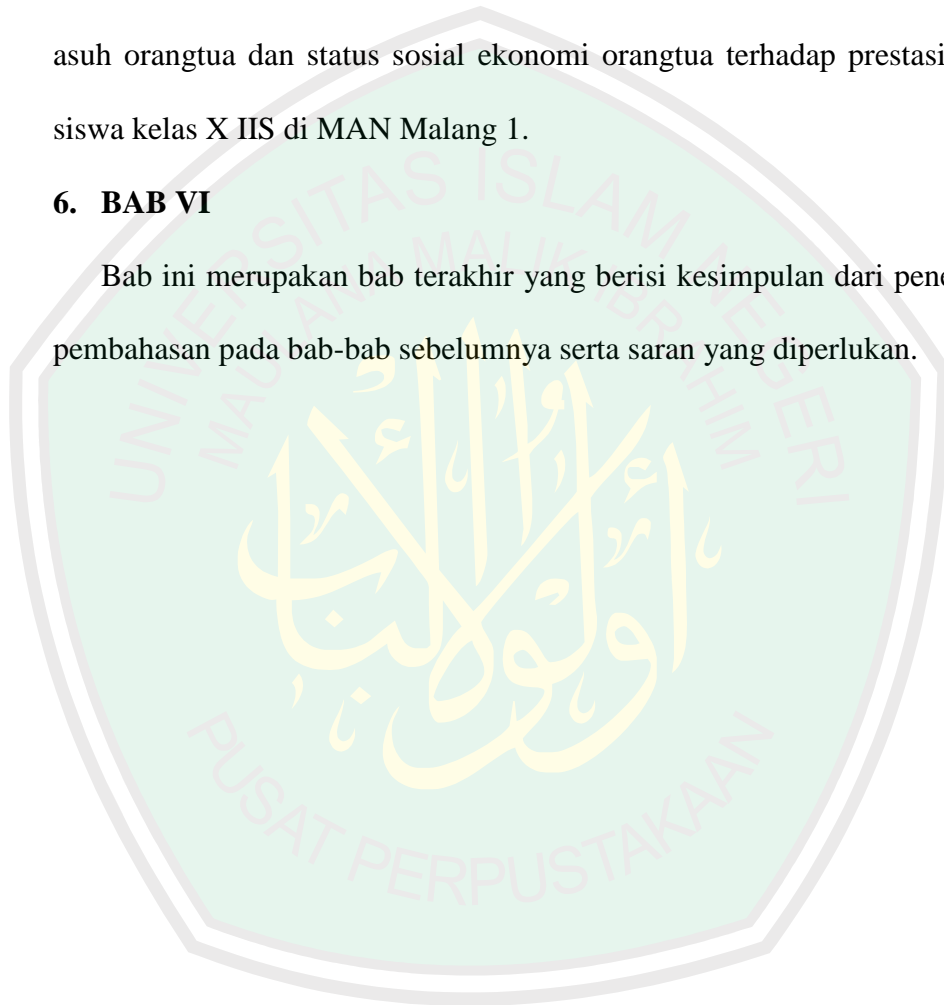 asuh orangtua dan status sosial ekonomi orangtua terhadap prestasi
siswa kelas X IIS di MAN Malang 1.
6. BAB VI
Bab ini merupakan bab terakhir yang berisi kesimpulan dari
pembahasan pada bab-bab sebelumnya serta saran yang diperlukan.
UNIVERSITAS ISLAM NEGERI
MAULANA MALIK IBRAHIM
أولوا الألباب
PUSAT PERPUSTAKAAN